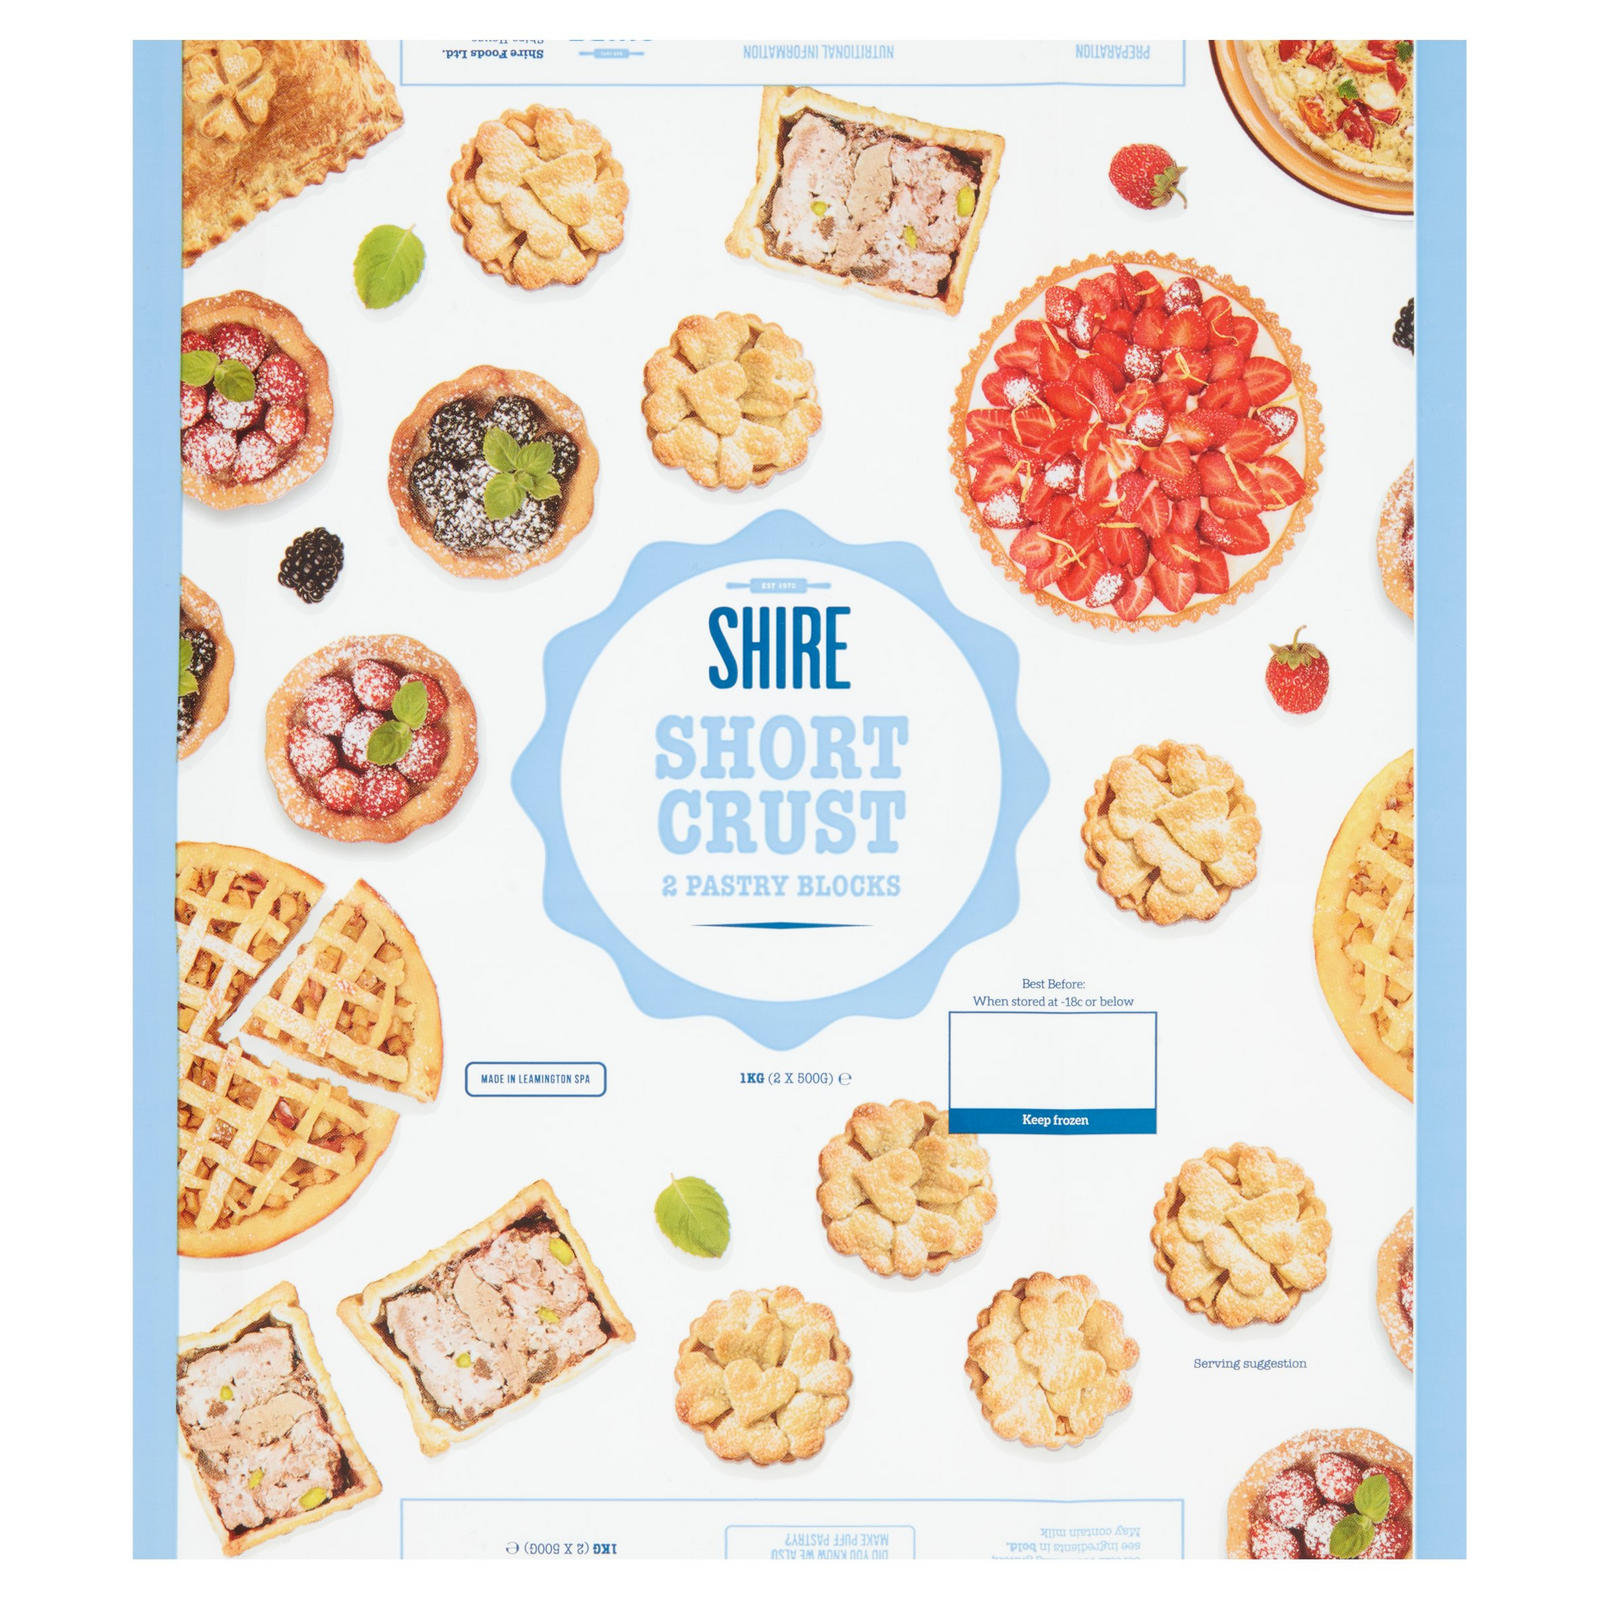 Shire Foods Ltd.
NUTRITIONAL INFORMATION
PREPARATION
EST 1970
SHIRE
SHORT
CRUST
2 PASTRY BLOCKS
Best Before:
When stored at -18c or below
Keep frozen
MADE IN LEAMINGTON SPA
1KG (2 X 500G) ℮
Serving suggestion
1KG (2 X 500G) ℮
DID YOU KNOW WE ALSO
MAKE PUFF PASTRY?
see ingredients in bold.
May contain milk